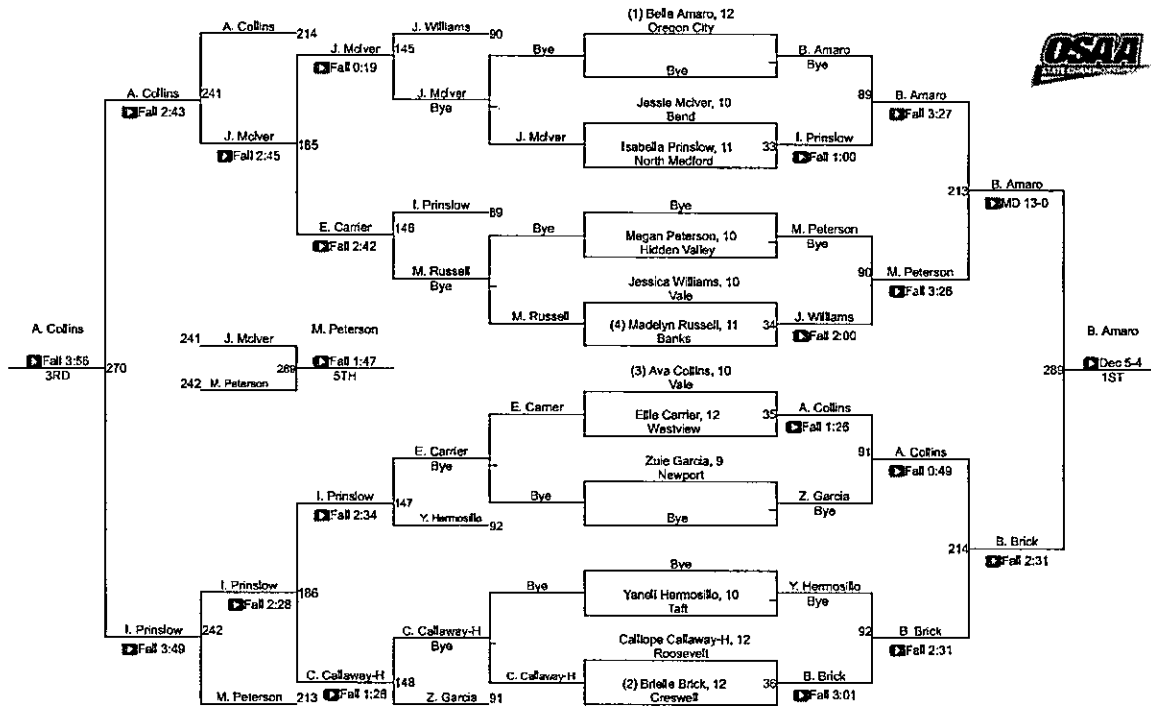 A. Collins
214
J. McIver
Fall 0:19
J. Williams
90
145
J. McIver
Bye
A. Collins
Fall 2:43
241
J. McIver
Fall 2:45
185
E. Carrier
Fall 2:42
I. Prinslow
89
146
M. Russell
Bye
Bye
J. McIver
Bye
M. Russell
(1) Bella Amaro, 12
Oregon City
Bye
B. Amaro
Bye
Jessie McIver, 10
Bend
Isabella Prinslow, 11
North Medford
33
I. Prinslow
Fall 1:00
89
B. Amaro
Fall 3:27
Bye
Megan Peterson, 10
Hidden Valley
M. Peterson
Bye
Jessica Williams, 10
Vale
(4) Madelyn Russell, 11
Banks
34
J. Williams
Fall 2:00
90
M. Peterson
Fall 3:26
213
B. Amaro
MD 13-0
OSAA
A. Collins
Fall 3:56
3RD
270
241
J. McIver
242
M. Peterson
269
M. Peterson
Fall 1:47
5TH
B. Amaro
Dec 5-4
1ST
289
(3) Ava Collins, 10
Vale
Ellie Carrier, 12
Westview
35
A. Collins
Fall 1:26
Zuie Garcia, 9
Newport
Bye
Z. Garcia
Bye
91
A. Collins
Fall 0:49
E. Carrier
E. Carrier
Bye
Bye
147
Y. Hermosillo
92
I. Prinslow
Fall 2:34
I. Prinslow
Fall 2:28
186
I. Prinslow
Fall 3:49
242
M. Peterson
213
C. Callaway-H
Fall 1:26
C. Callaway-H
Bye
148
Z. Garcia
91
Bye
C. Callaway-H
Bye
Yaneli Hermosillo, 10
Taft
Y. Hermosillo
Bye
Calliope Callaway-H, 12
Roosevelt
(2) Brielle Brick, 12
Creswell
36
B. Brick
Fall 3:01
92
B Brick
Fall 2:31
214
B. Brick
Fall 2:31